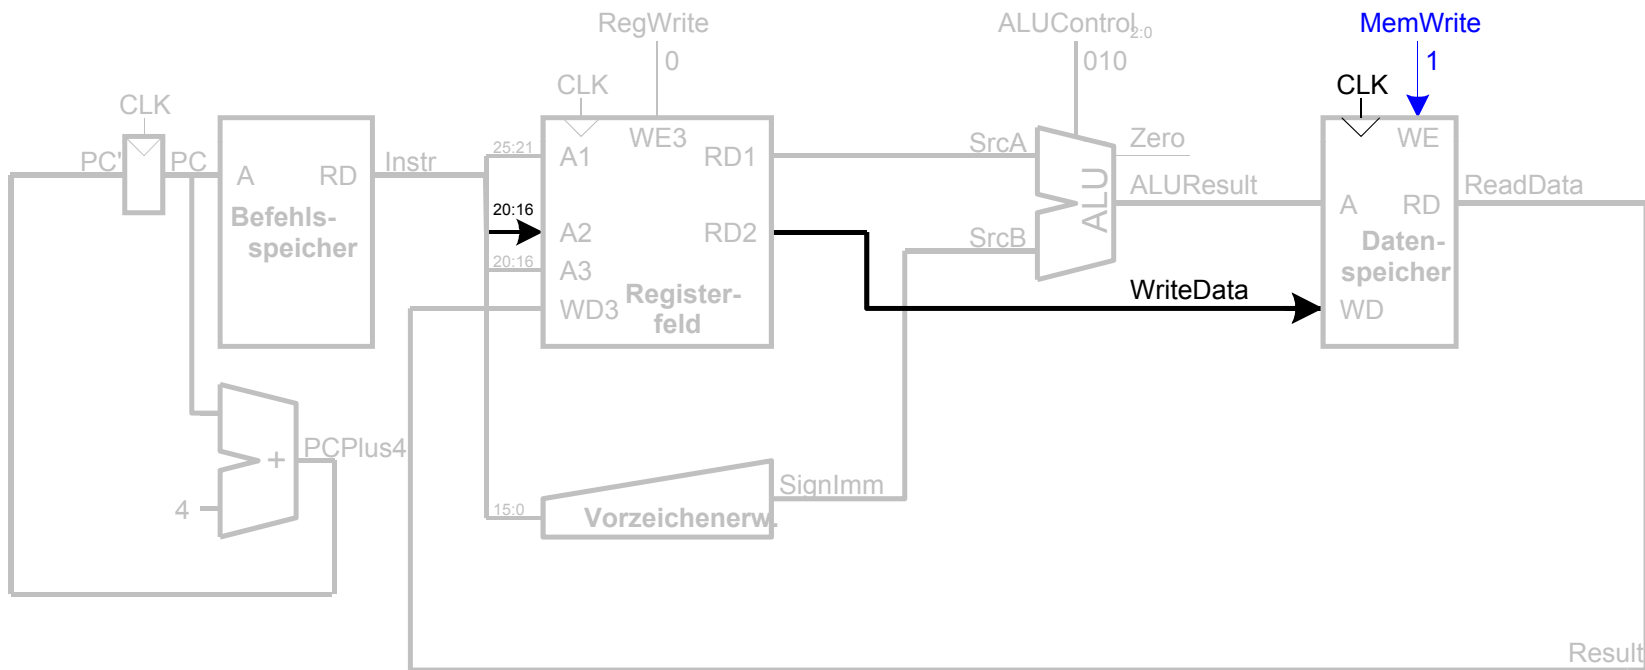 RegWrite
0
ALUControl2:0
010
MemWrite
1
CLK
CLK
CLK
PC'
PC
A
RD
Instr
Befehls-
speicher
25:21
A1
WE3
RD1
20:16
A2
RD2
20:16
A3
WD3
Register-
feld
SrcA
SrcB
ALU
Zero
ALUResult
WriteData
WE
A
RD
Daten-
speicher
WD
ReadData
+
PCPlus4
4
15:0
Vorzeichenerw.
SignImm
Result